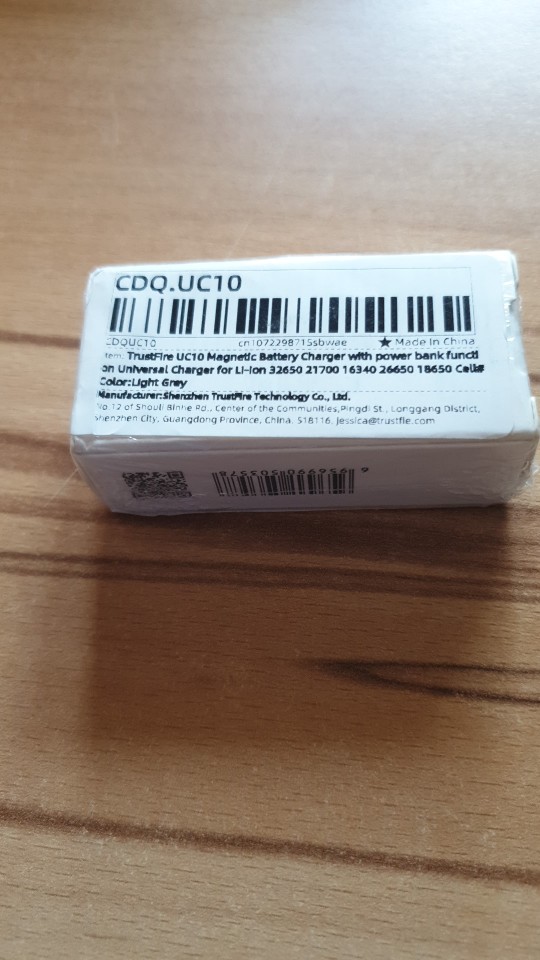 CDQ.UC10
CDQUC10 cn1072298715sbwae ★ Made in China
Item: TrustFire UC10 Magnetic Battery Charger with power bank functi
on Universal Charger for Li-ion 32650 21700 16340 26650 18650 Cell#
Color:Light Grey
Manufacturer:Shenzhen TrustFire Technology Co., Ltd.
No.12 of Shouli Binhe Rd., Center of the Communities,Pingdi St., Longgang District,
Shenzhen City, Guangdong Province, China. 518116. jessica@trustfie.com